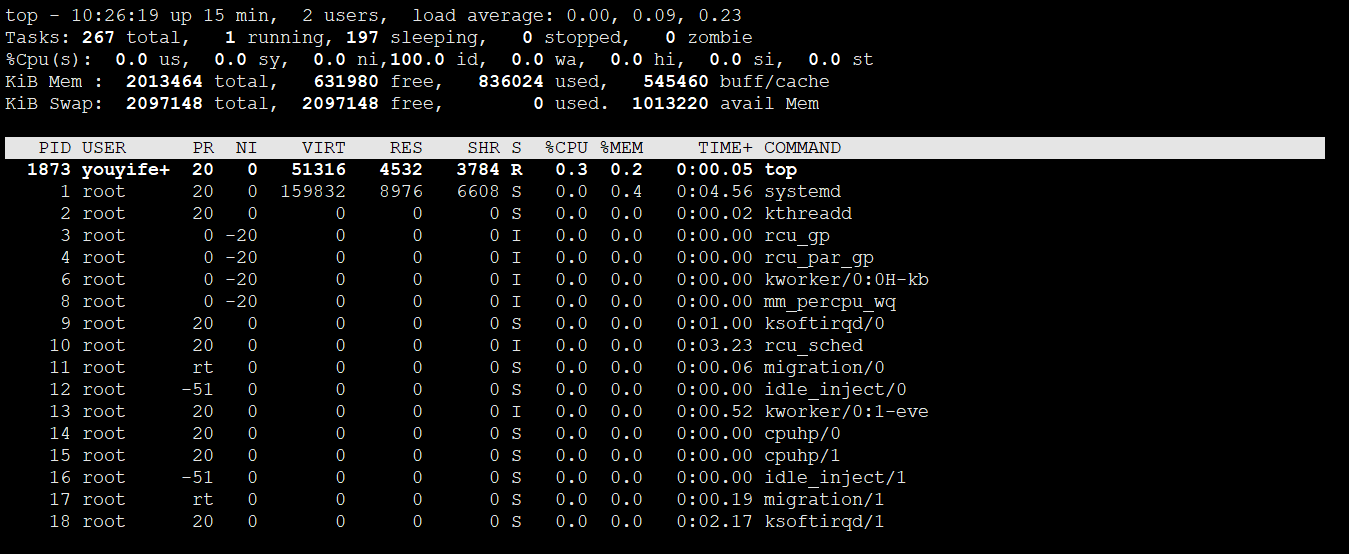 top - 10:26:19 up 15 min,  2 users,  load average: 0.00, 0.09, 0.23
Tasks: 267 total,   1 running, 197 sleeping,   0 stopped,   0 zombie
%Cpu(s):  0.0 us,  0.0 sy,  0.0 ni,100.0 id,  0.0 wa,  0.0 hi,  0.0 si,  0.0 st
KiB Mem :  2013464 total,   631980 free,   836024 used,   545460 buff/cache
KiB Swap:  2097148 total,  2097148 free,        0 used.  1013220 avail Mem
PID USER      PR  NI    VIRT    RES    SHR S  %CPU %MEM     TIME+ COMMAND
1873 youyife+  20   0   51316   4532   3784 R   0.3  0.2   0:00.05 top
1 root      20   0  159832   8976   6608 S   0.0  0.4   0:04.56 systemd
2 root      20   0       0      0      0 S   0.0  0.0   0:00.02 kthreadd
3 root       0 -20       0      0      0 I   0.0  0.0   0:00.00 rcu_gp
4 root       0 -20       0      0      0 I   0.0  0.0   0:00.00 rcu_par_gp
6 root       0 -20       0      0      0 I   0.0  0.0   0:00.00 kworker/0:0H-kb
8 root       0 -20       0      0      0 I   0.0  0.0   0:00.00 mm_percpu_wq
9 root      20   0       0      0      0 S   0.0  0.0   0:01.00 ksoftirqd/0
10 root      20   0       0      0      0 I   0.0  0.0   0:03.23 rcu_sched
11 root      rt   0       0      0      0 S   0.0  0.0   0:00.06 migration/0
12 root     -51   0       0      0      0 S   0.0  0.0   0:00.00 idle_inject/0
13 root      20   0       0      0      0 I   0.0  0.0   0:00.52 kworker/0:1-eve
14 root      20   0       0      0      0 S   0.0  0.0   0:00.00 cpuhp/0
15 root      20   0       0      0      0 S   0.0  0.0   0:00.00 cpuhp/1
16 root     -51   0       0      0      0 S   0.0  0.0   0:00.00 idle_inject/1
17 root      rt   0       0      0      0 S   0.0  0.0   0:00.19 migration/1
18 root      20   0       0      0      0 S   0.0  0.0   0:02.17 ksoftirqd/1